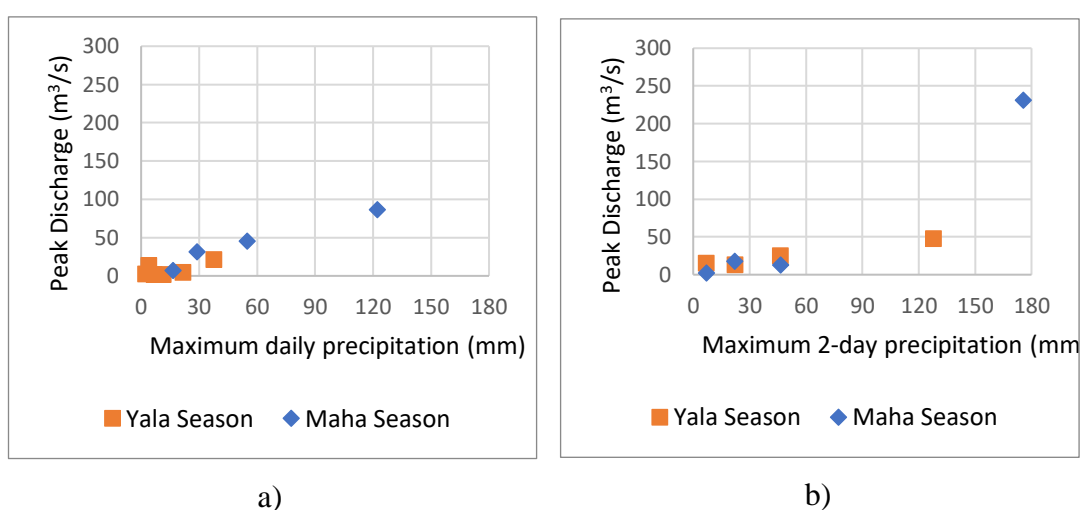 300
250
200
150
100
50
0
0 30 60 90 120 150 180
Peak Discharge (m³/s)
Maximum daily precipitation (mm)
Yala Season Maha Season
a)
300
250
200
150
100
50
0
0 30 60 90 120 150 180
Peak Discharge (m³/s)
Maximum 2-day precipitation (mm
Yala Season Maha Season
b)